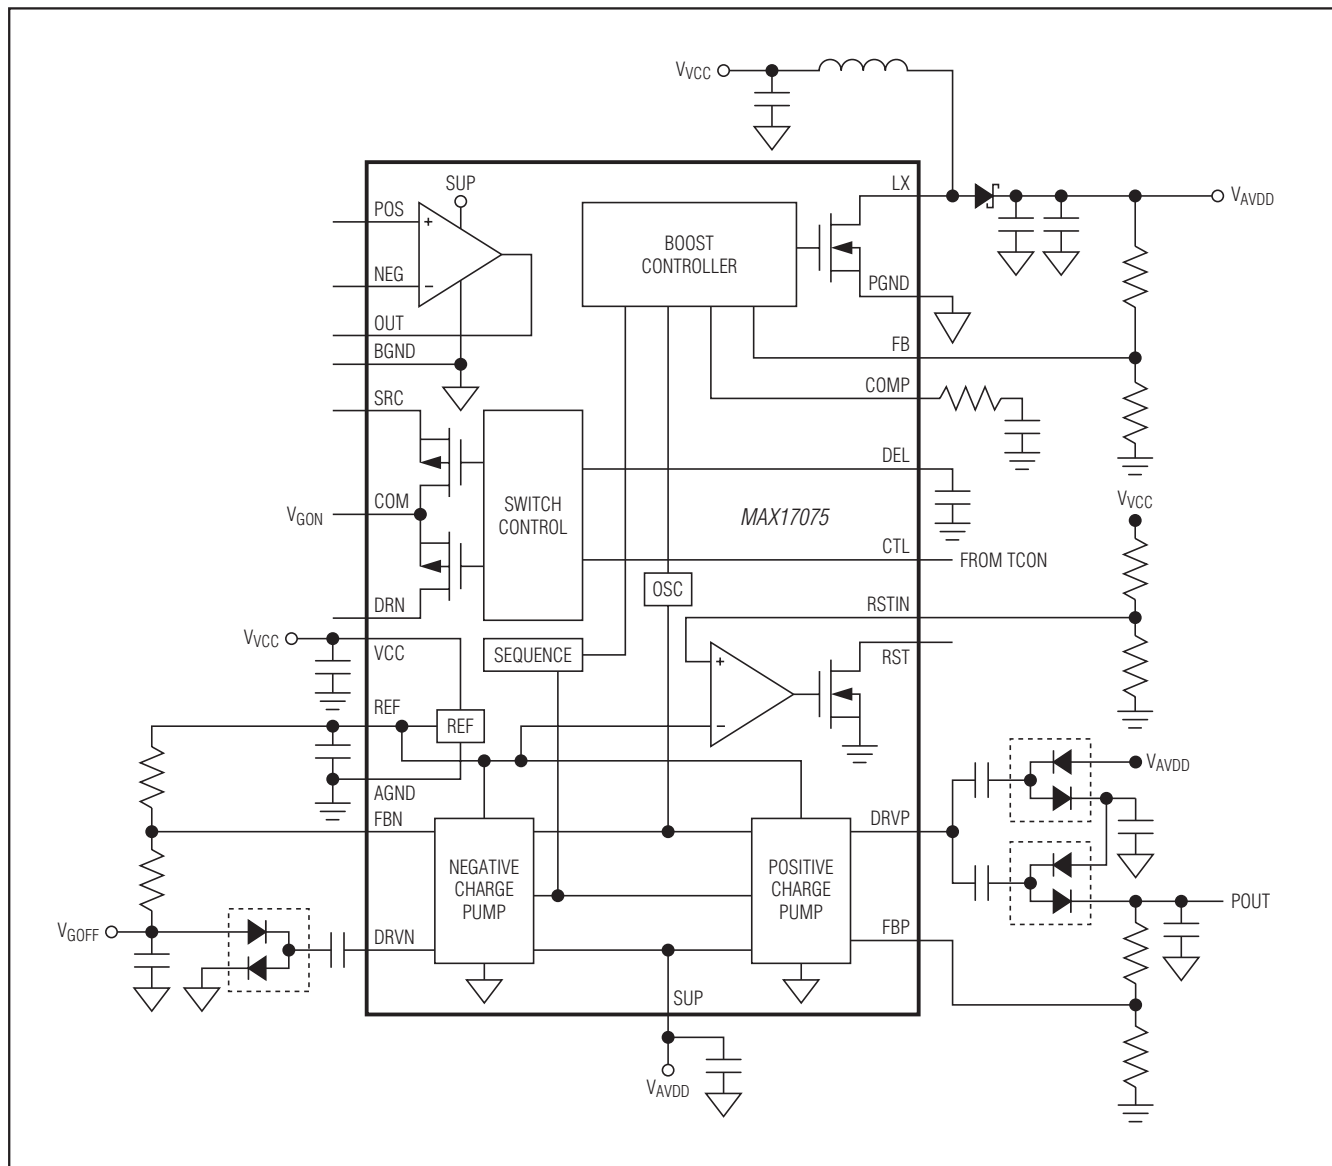 VVCC
LX
VAVDD
SUP
POS
+
BOOST
CONTROLLER
NEG
−
PGND
OUT
BGND
FB
COMP
SRC
DEL
VGON
COM
SWITCH
CONTROL
MAX17075
VVCC
CTL
FROM TCON
OSC
DRN
RSTIN
VVCC
VCC
SEQUENCE
RST
+
REF
REF
−
AGND
VAVDD
FBN
DRVP
NEGATIVE
CHARGE
PUMP
POSITIVE
CHARGE
PUMP
POUT
VGOFF
DRVN
FBP
SUP
VAVDD